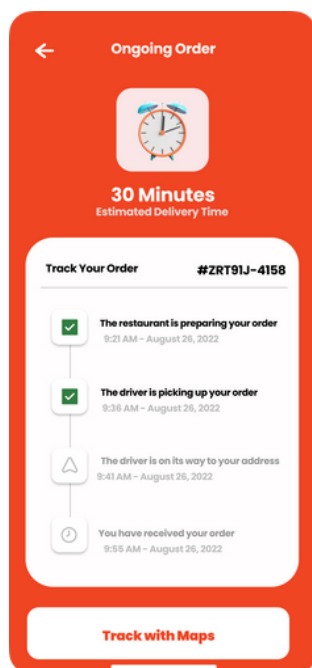 Ongoing Order
30 Minutes
Estimated Delivery Time
Track Your Order
#ZRT91J-4158
The restaurant is preparing your order
9:21 AM - August 26, 2022
The driver is picking up your order
9:36 AM - August 26, 2022
The driver is on its way to your address
9:41 AM - August 26, 2022
You have received your order
9:55 AM - August 26, 2022
Track with Maps